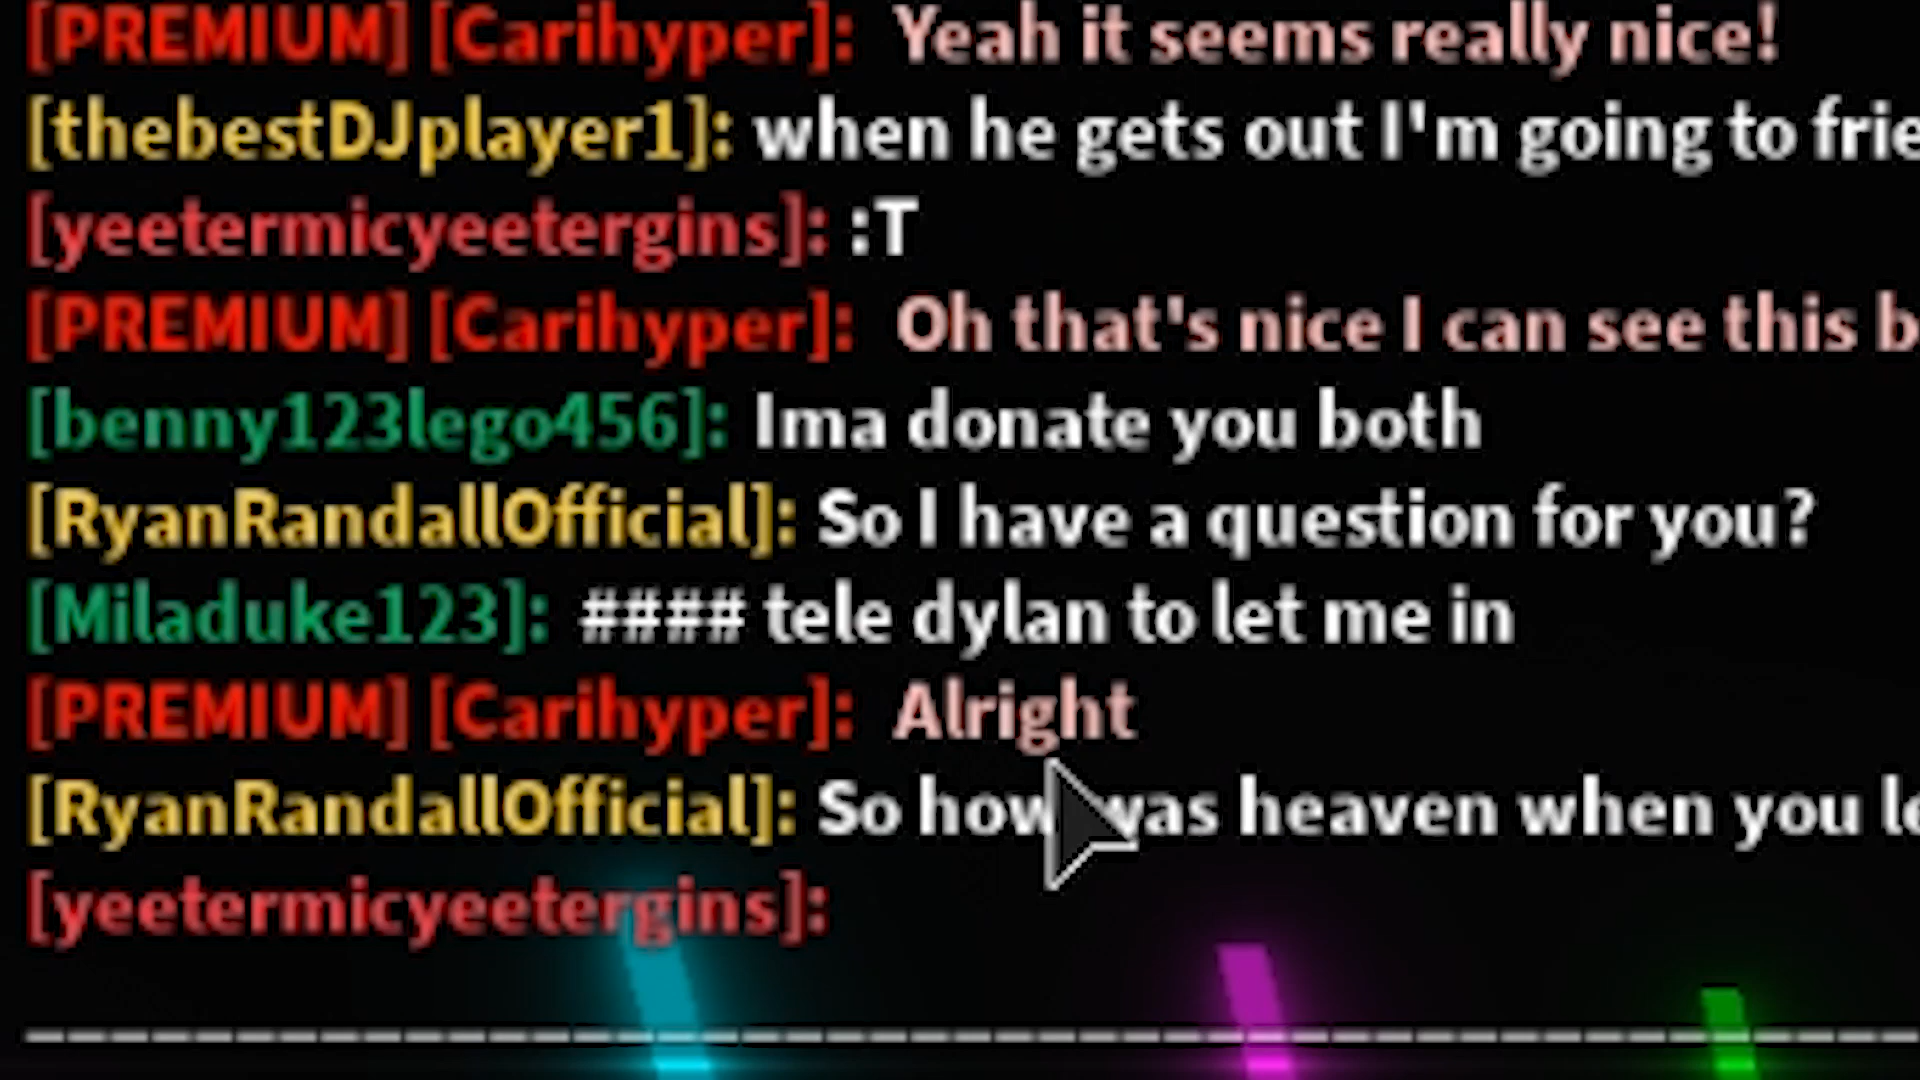 [PREMIUM] [Carihyper]: Yeah it seems really nice!
[thebestDJplayer1]: when he gets out I'm going to frie
[yeetermicyeetergins]: :T
[PREMIUM] [Carihyper]: Oh that's nice I can see this b
[benny123lego456]: Ima donate you both
[RyanRandallOfficial]: So I have a question for you?
[Miladuke123]: #### tele dylan to let me in
[PREMIUM] [Carihyper]: Alright
[RyanRandallOfficial]: So how was heaven when you le
[yeetermicyeetergins]: